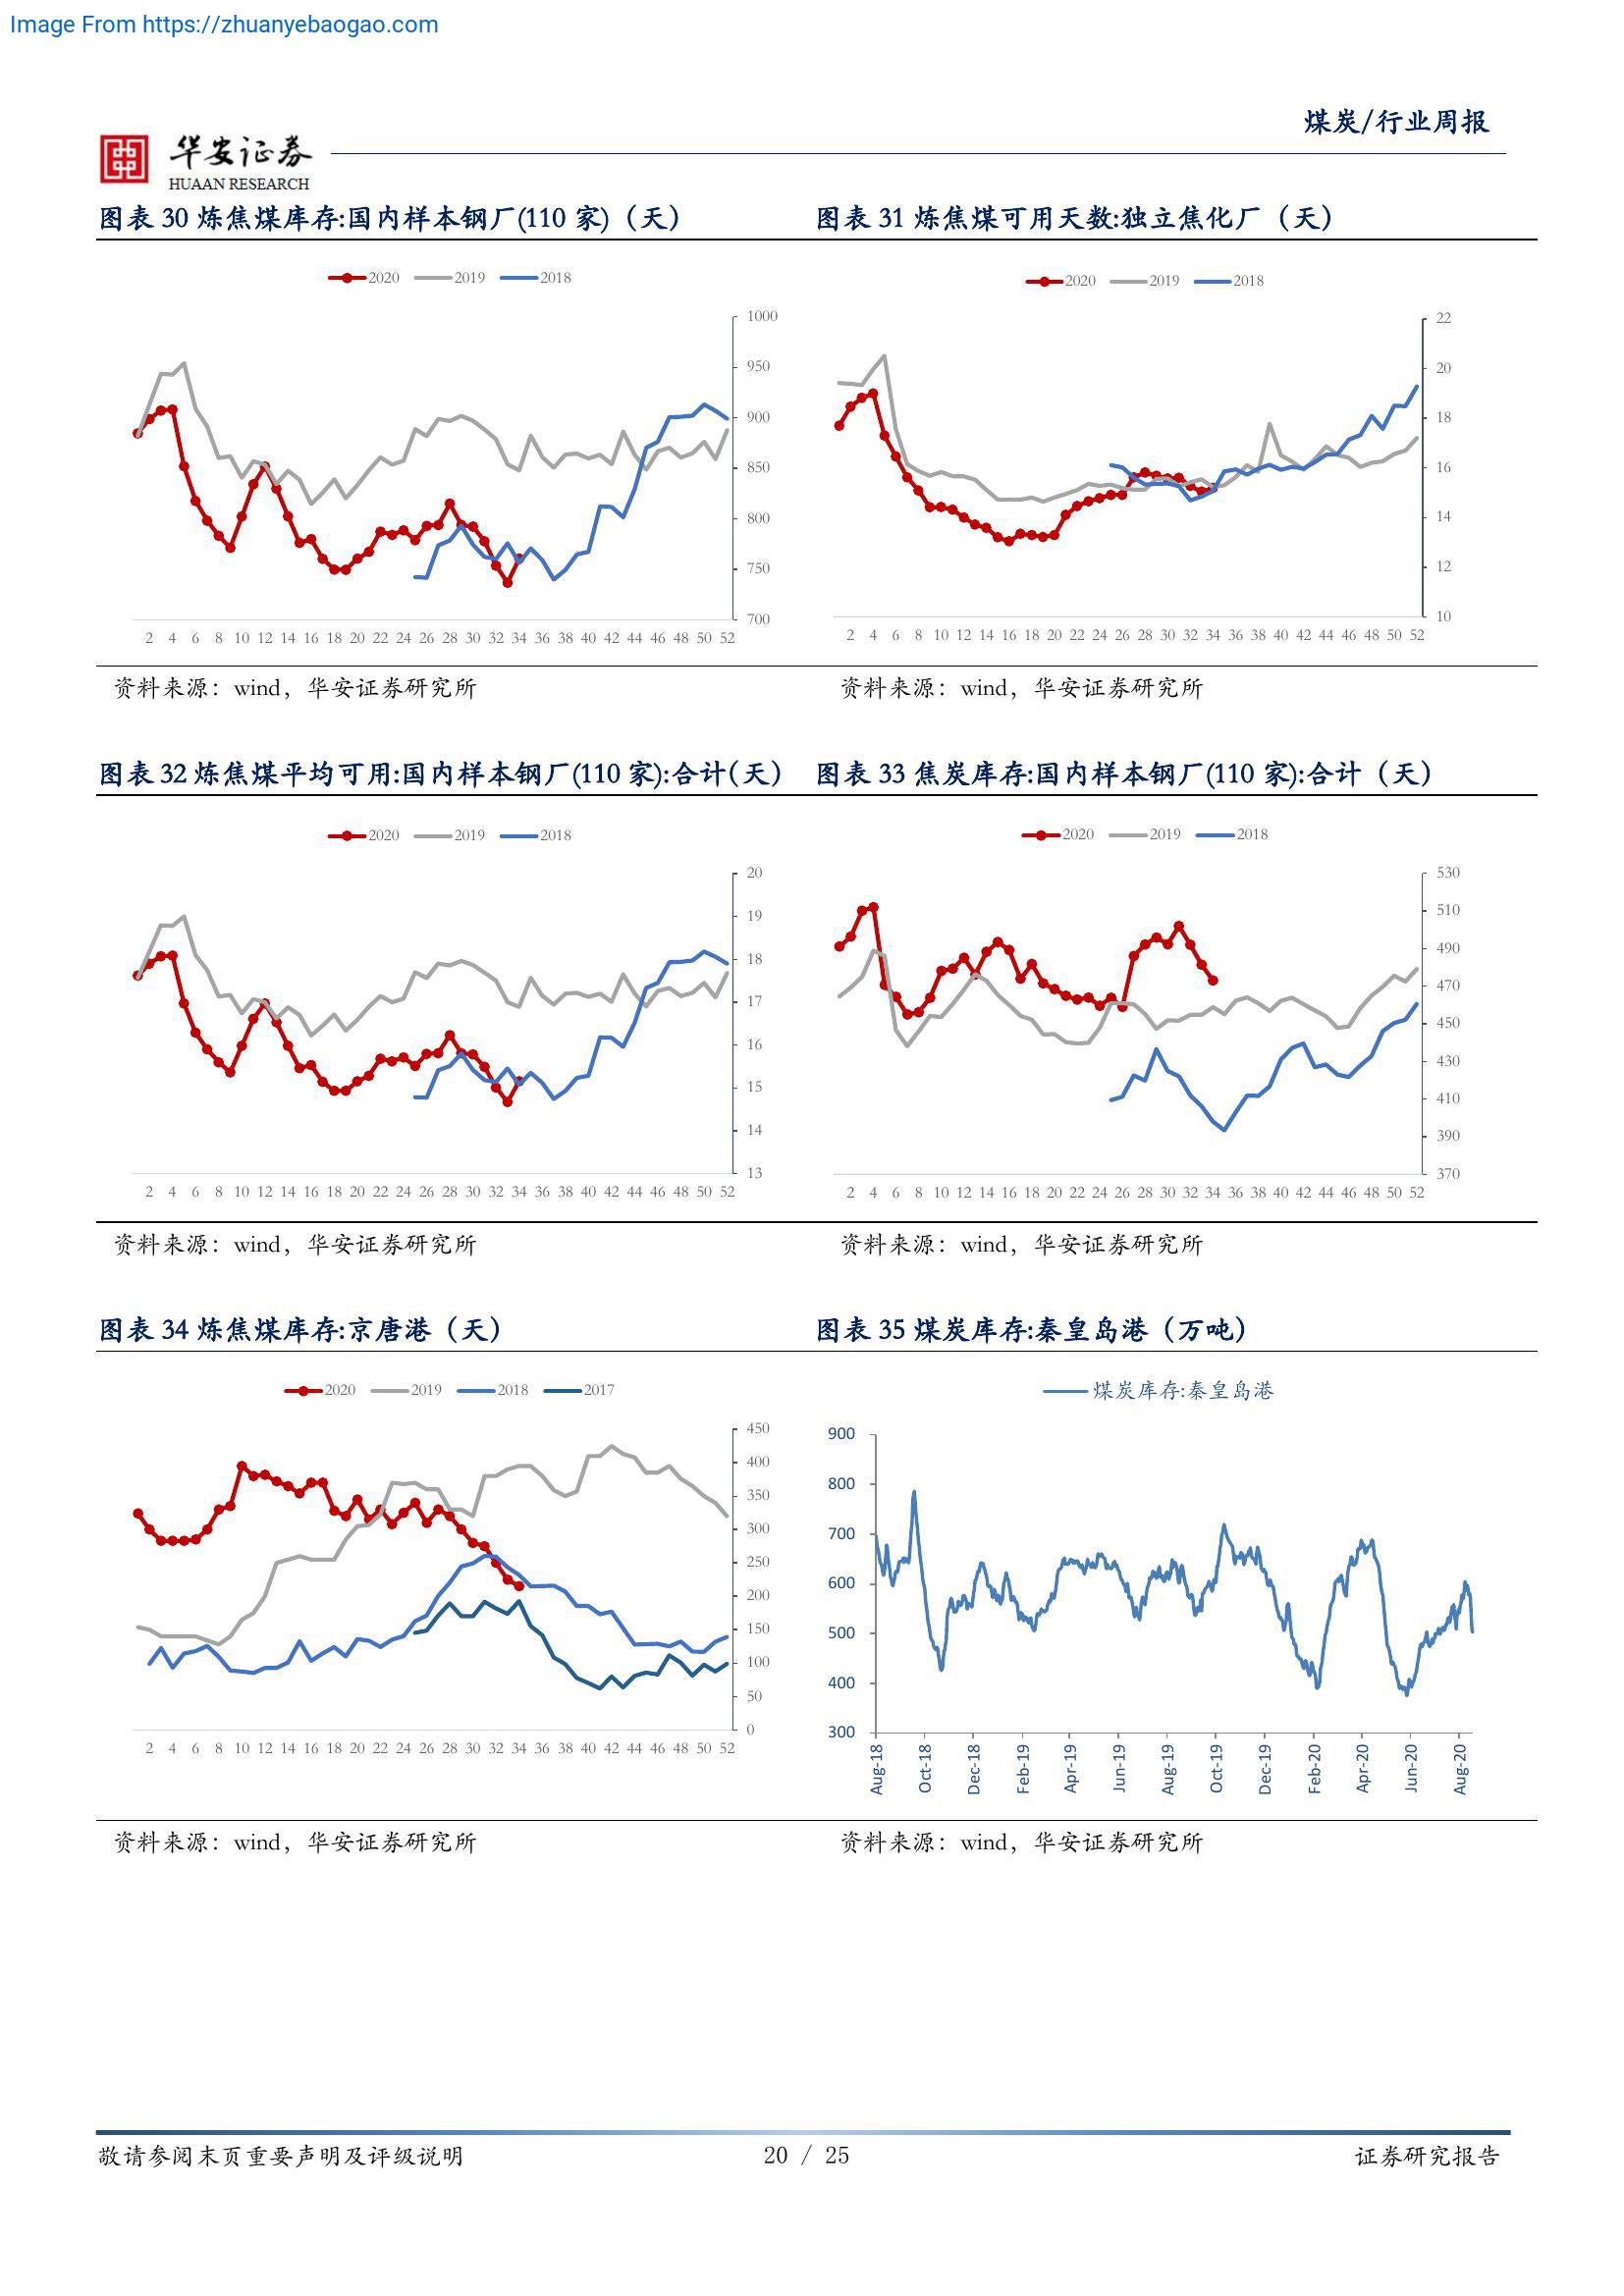 Image From https://zhuanyebaogao.com
煤炭/行业周报
华安证券
HUAAN RESEARCH
图表 30 炼焦煤库存:国内样本钢厂(110 家)（天）
2020 2019 2018
1000
950
900
850
800
750
700
2 4 6 8 10 12 14 16 18 20 22 24 26 28 30 32 34 36 38 40 42 44 46 48 50 52
资料来源：wind，华安证券研究所
图表 31 炼焦煤可用天数:独立焦化厂（天）
2020 2019 2018
22
20
18
16
14
12
10
2 4 6 8 10 12 14 16 18 20 22 24 26 28 30 32 34 36 38 40 42 44 46 48 50 52
资料来源：wind，华安证券研究所
图表 32 炼焦煤平均可用:国内样本钢厂(110 家):合计(天)
2020 2019 2018
20
19
18
17
16
15
14
13
2 4 6 8 10 12 14 16 18 20 22 24 26 28 30 32 34 36 38 40 42 44 46 48 50 52
资料来源：wind，华安证券研究所
图表 33 焦炭库存:国内样本钢厂(110 家):合计（天）
2020 2019 2018
530
510
490
470
450
430
410
390
370
2 4 6 8 10 12 14 16 18 20 22 24 26 28 30 32 34 36 38 40 42 44 46 48 50 52
资料来源：wind，华安证券研究所
图表 34 炼焦煤库存:京唐港（天）
2020 2019 2018 2017
450
400
350
300
250
200
150
100
50
0
2 4 6 8 10 12 14 16 18 20 22 24 26 28 30 32 34 36 38 40 42 44 46 48 50 52
资料来源：wind，华安证券研究所
图表 35 煤炭库存:秦皇岛港（万吨）
煤炭库存:秦皇岛港
900
800
700
600
500
400
300
Aug-18 Oct-18 Dec-18 Feb-19 Apr-19 Jun-19 Aug-19 Oct-19 Dec-19 Feb-20 Apr-20 Jun-20 Aug-20
资料来源：wind，华安证券研究所
敬请参阅末页重要声明及评级说明
20 / 25
证券研究报告